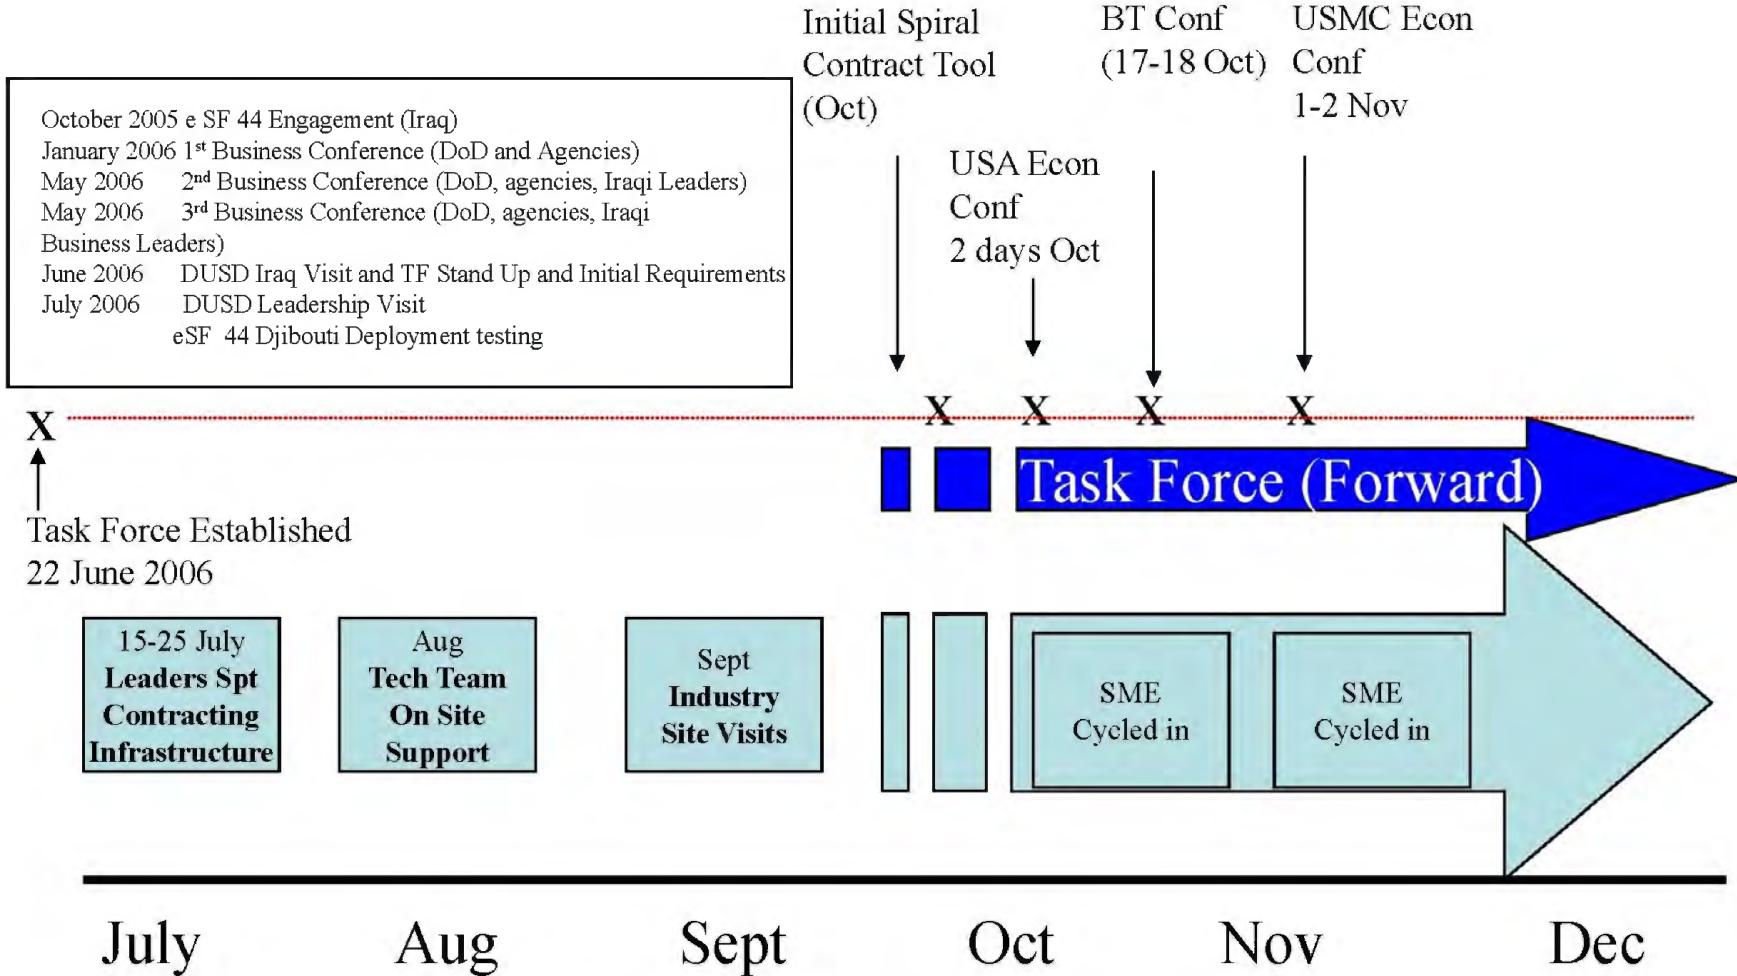 Initial Spiral
Contract Tool
(Oct)
BT Conf
(17-18 Oct)
USMC Econ
Conf
1-2 Nov
USA Econ
Conf
2 days Oct
October 2005 e SF 44 Engagement (Iraq)
January 2006 1st Business Conference (DoD and Agencies)
May 2006 2nd Business Conference (DoD, agencies, Iraqi Leaders)
May 2006 3rd Business Conference (DoD, agencies, Iraqi
Business Leaders)
June 2006 DUSD Iraq Visit and TF Stand Up and Initial Requirements
July 2006 DUSD Leadership Visit
eSF 44 Djibouti Deployment testing
X
X
X
X
X
Task Force (Forward)
Task Force Established
22 June 2006
15-25 July
Leaders Spt
Contracting
Infrastructure
Aug
Tech Team
On Site
Support
Sept
Industry
Site Visits
SME
Cycled in
SME
Cycled in
July
Aug
Sept
Oct
Nov
Dec